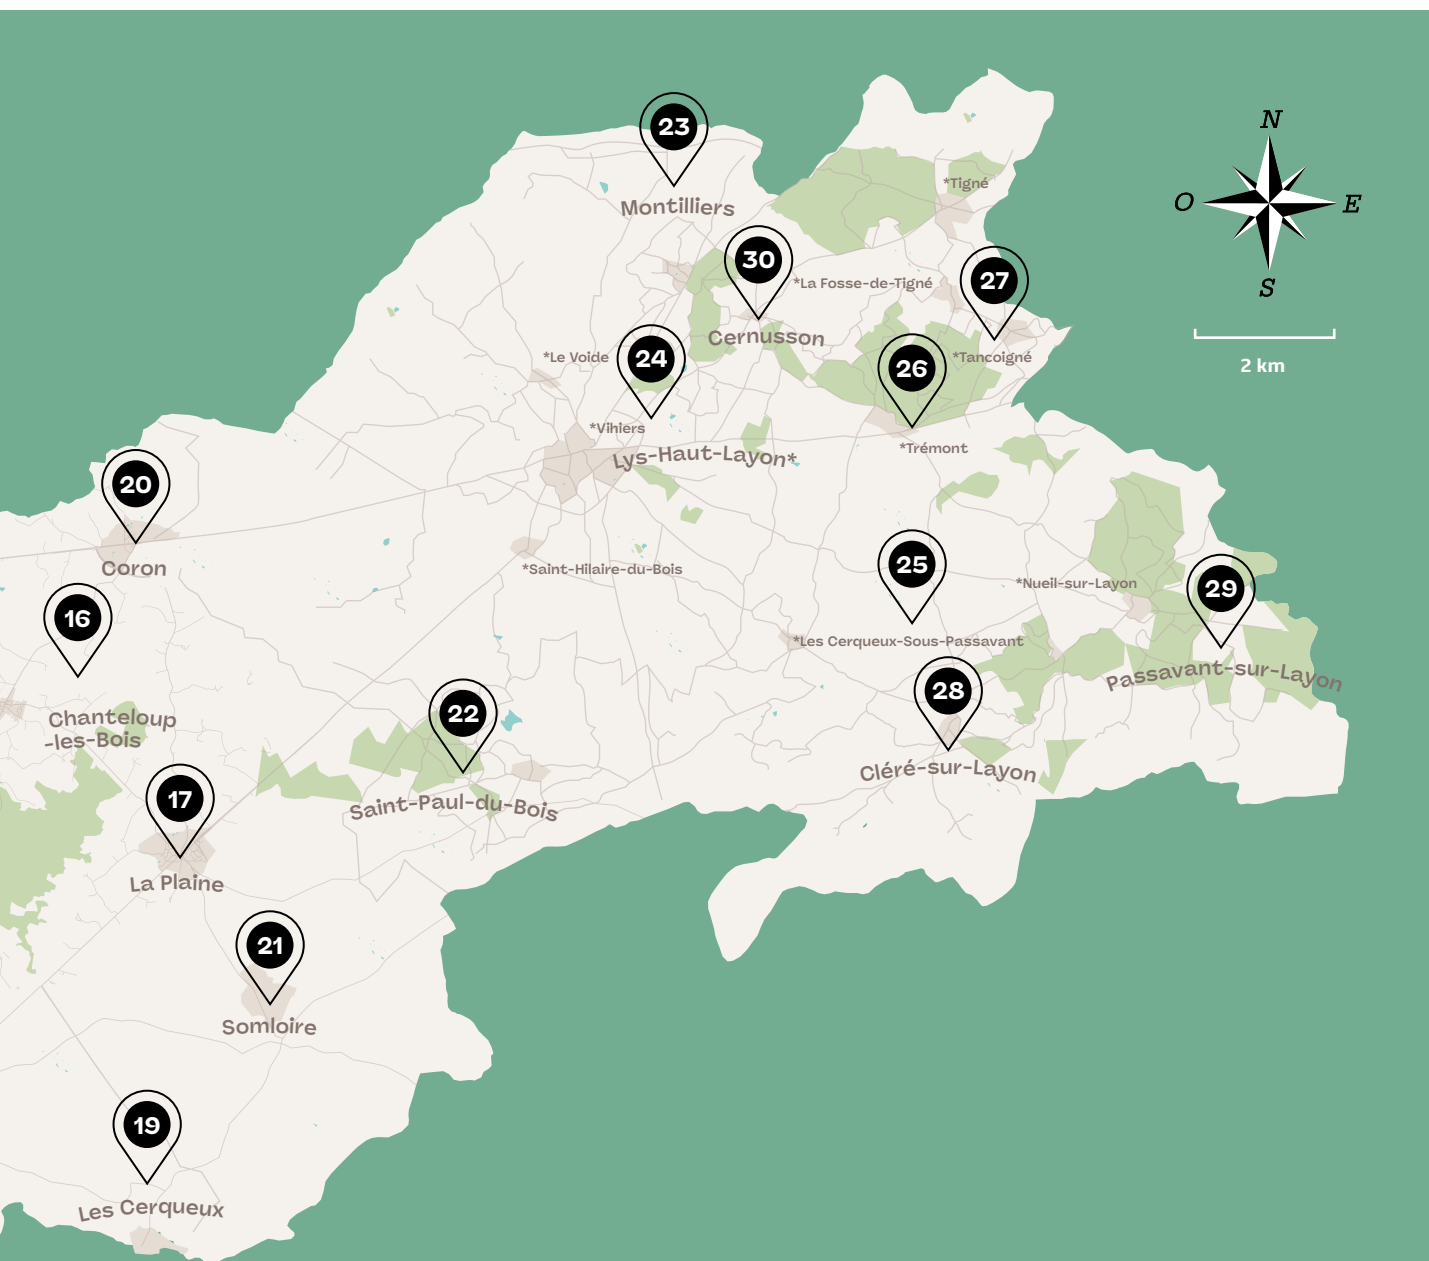 N
23
O
E
*Tigné
Montilliers
30
27
*La Fosse-de-Tigné
S
Cernusson
24
*Le Voide
*Tancoigné
26
2 km
*Vihiers
*Trémont
Lys-Haut-Layon*
20
25
Coron
*Saint-Hilaire-du-Bois
*Nueil-sur-Layon
29
16
*Les Cerqueux-Sous-Passavant
Passavant-sur-Layon
28
22
Chanteloup
-les-Bois
Cléré-sur-Layon
17
Saint-Paul-du-Bois
La Plaine
21
Somloire
19
Les Cerqueux